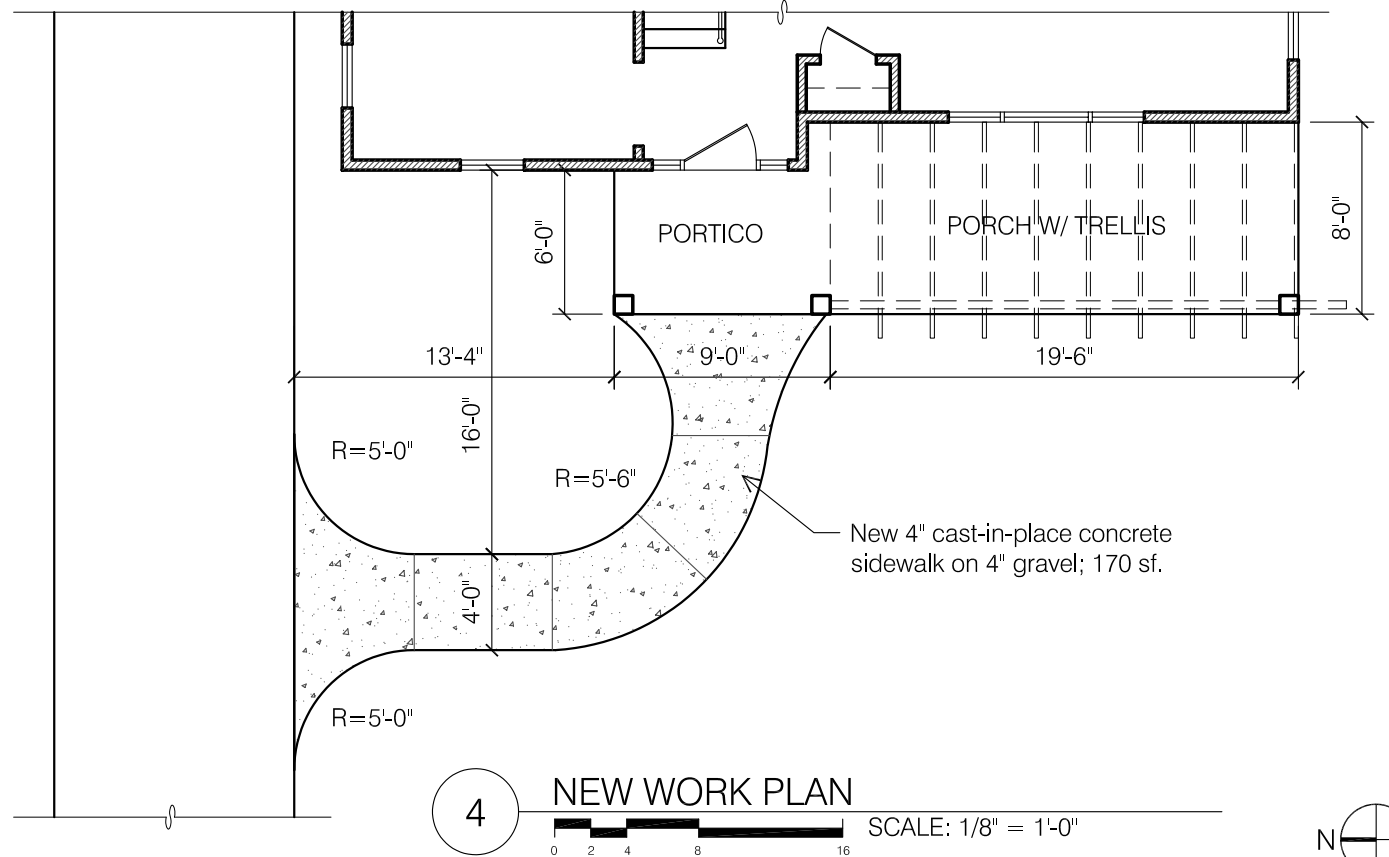 6'-0"
PORTICO
PORCH W/ TRELLIS
8'-0"
13'-4"
9'-0"
19'-6"
16'-0"
R=5'-0"
R=5'-6"
New 4" cast-in-place concrete
sidewalk on 4" gravel; 170 sf.
4'-0"
R=5'-0"
4
NEW WORK PLAN
SCALE: 1/8" = 1'-0"
0 2 4 8 16
N